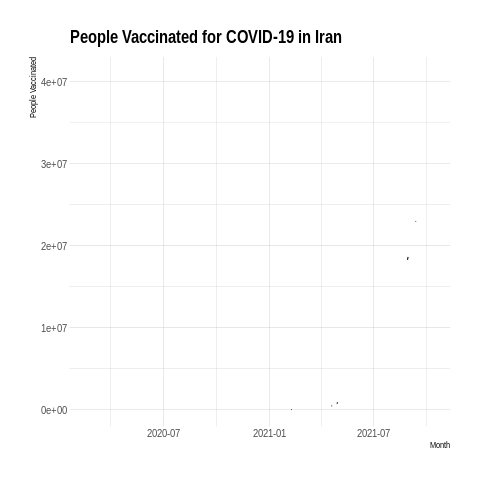 People Vaccinated for COVID-19 in Iran
People Vaccinated
4e+07
3e+07
2e+07
1e+07
0e+00
2020-07 2021-01 2021-07
Month